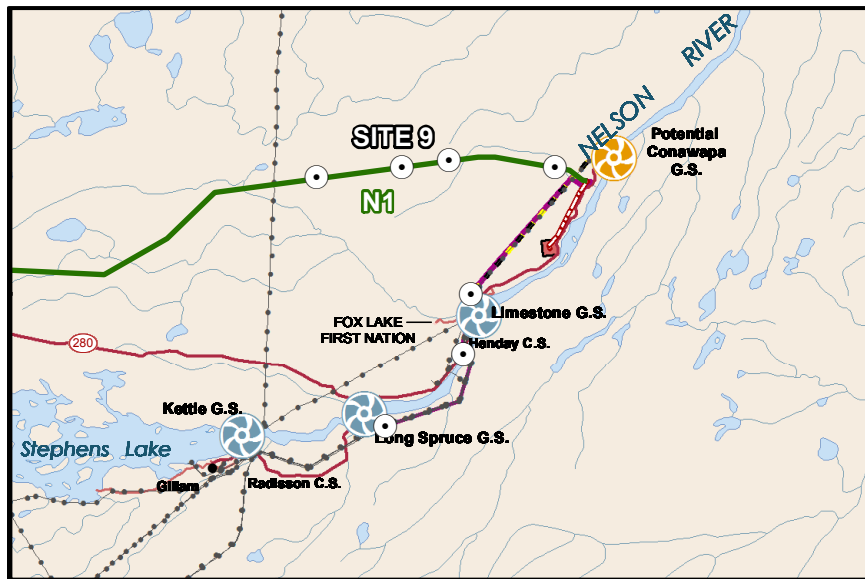 NELSON RIVER
SITE 9
Potential
Conawapa
G.S.
N1
Limestone G.S.
FOX LAKE
FIRST NATION
Henday C.S.
280
Kettle G.S.
Long Spruce G.S.
Stephens Lake
Gillam
Radisson C.S.